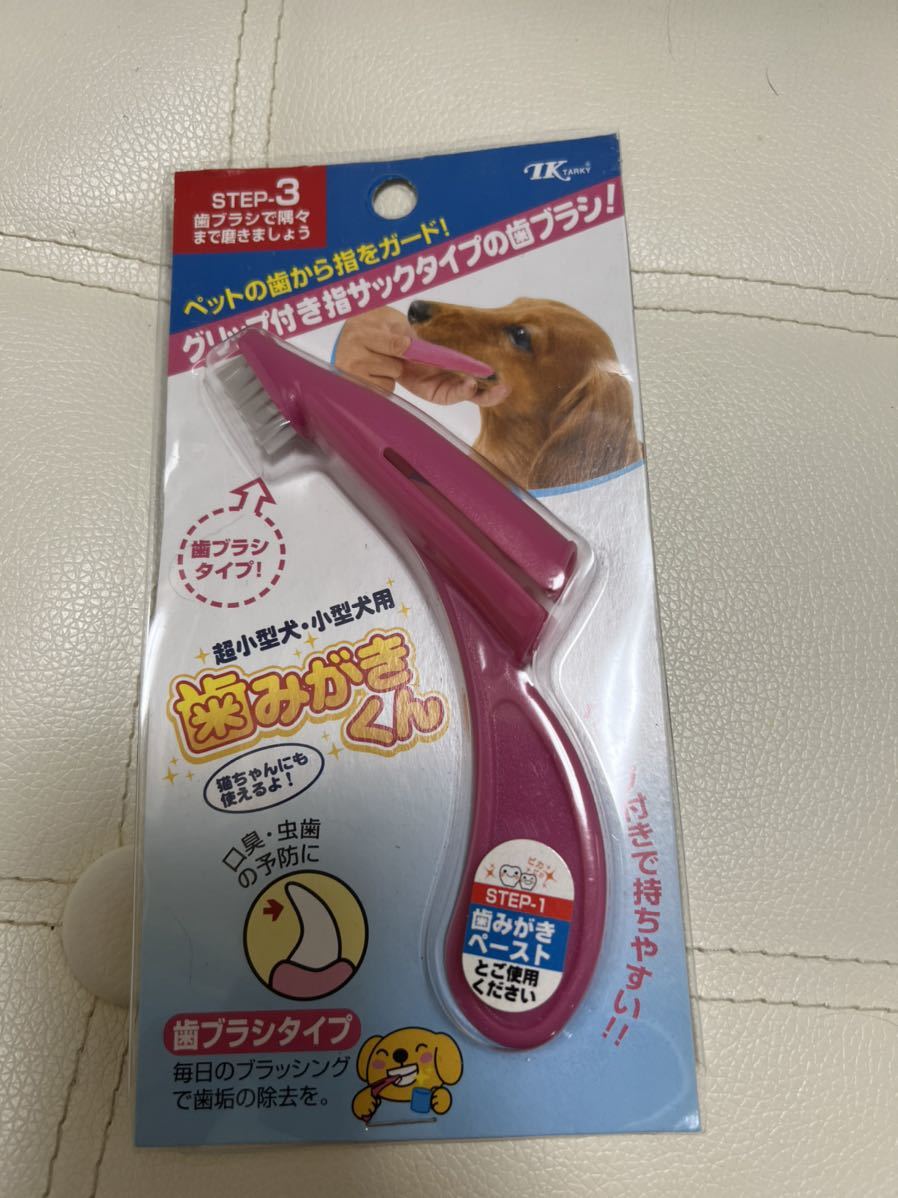 STEP-3
歯ブラシで隅々
まで磨きましょう
TK TARKY®
ペットの歯から指をガード!
グリップ付き指サックタイプの歯ブラシ!
歯ブラシ
タイプ!
超小型犬・小型犬用
歯みがき
くん
猫ちゃんにも
使えるよ!
口臭・虫歯
の予防に
歯ブラシタイプ
毎日のブラッシング
で歯垢の除去を。
STEP-1
歯みがき
ペースト
とご使用
ください
付きで持ちやすい!!